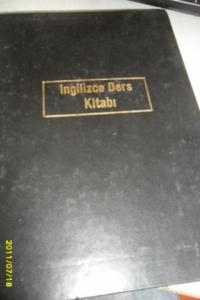 İngilizce Ders
Kitabı
2011/07/18